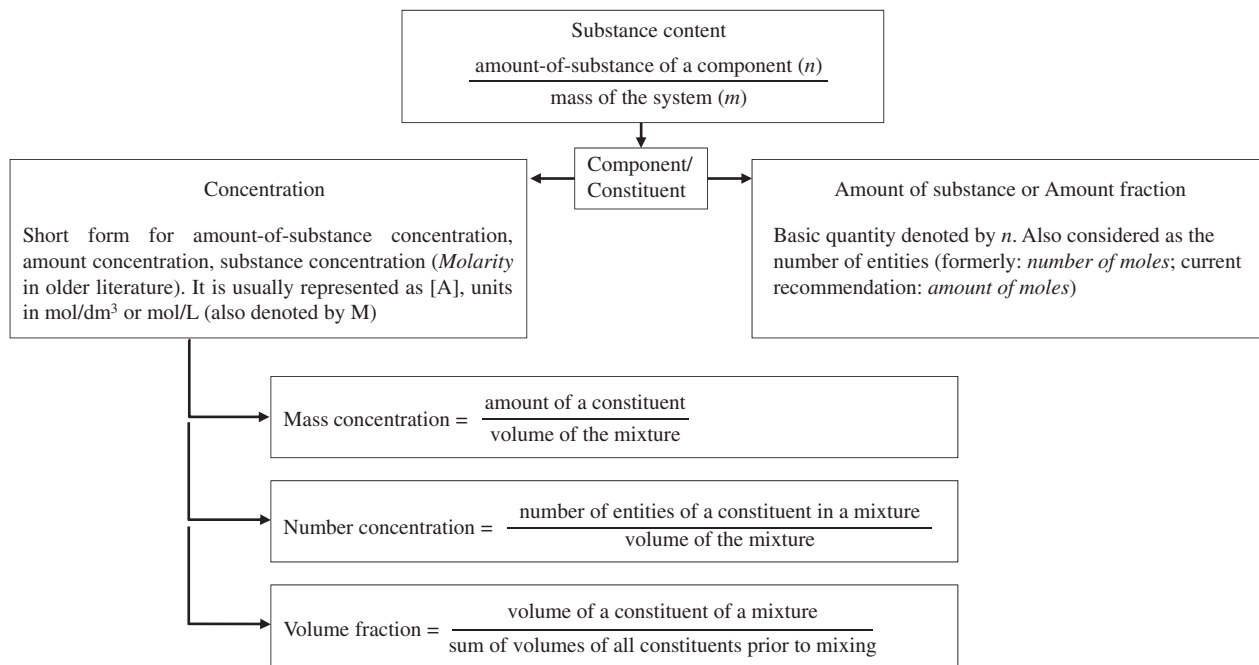 Substance content
amount-of-substance of a component (n)
mass of the system (m)
Component/
Constituent
Concentration
Short form for amount-of-substance concentration,
amount concentration, substance concentration (Molarity
in older literature). It is usually represented as [A], units
in mol/dm³ or mol/L (also denoted by M)
Amount of substance or Amount fraction
Basic quantity denoted by n. Also considered as the
number of entities (formerly: number of moles; current
recommendation: amount of moles)
Mass concentration = amount of a constituent
volume of the mixture
Number concentration = number of entities of a constituent in a mixture
volume of the mixture
Volume fraction = volume of a constituent of a mixture
sum of volumes of all constituents prior to mixing